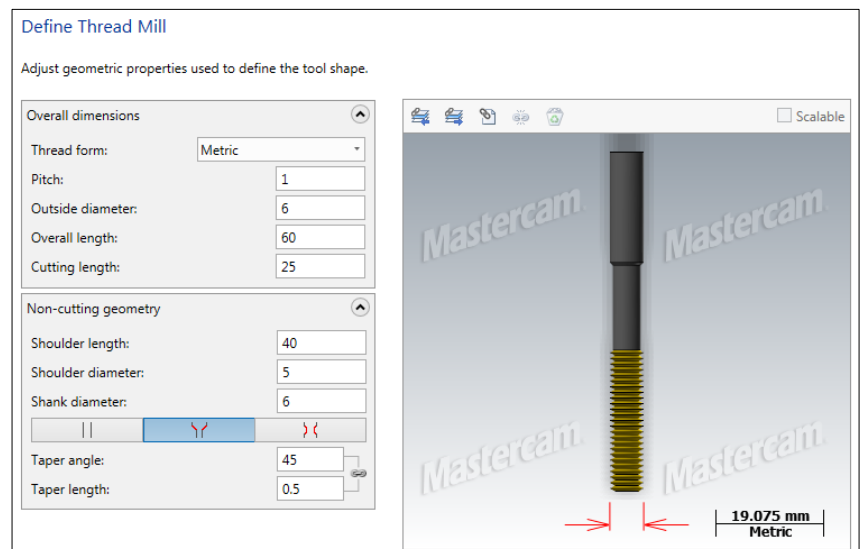 Define Thread Mill
Adjust geometric properties used to define the tool shape.
Overall dimensions
Thread form: Metric
Pitch: 1
Outside diameter: 6
Overall length: 60
Cutting length: 25
Non-cutting geometry
Shoulder length: 40
Shoulder diameter: 5
Shank diameter: 6
Taper angle: 45
Taper length: 0.5
Scalable
Mastercam. Mastercam.
Mastercam. Mastercam.
19.075 mm
Metric